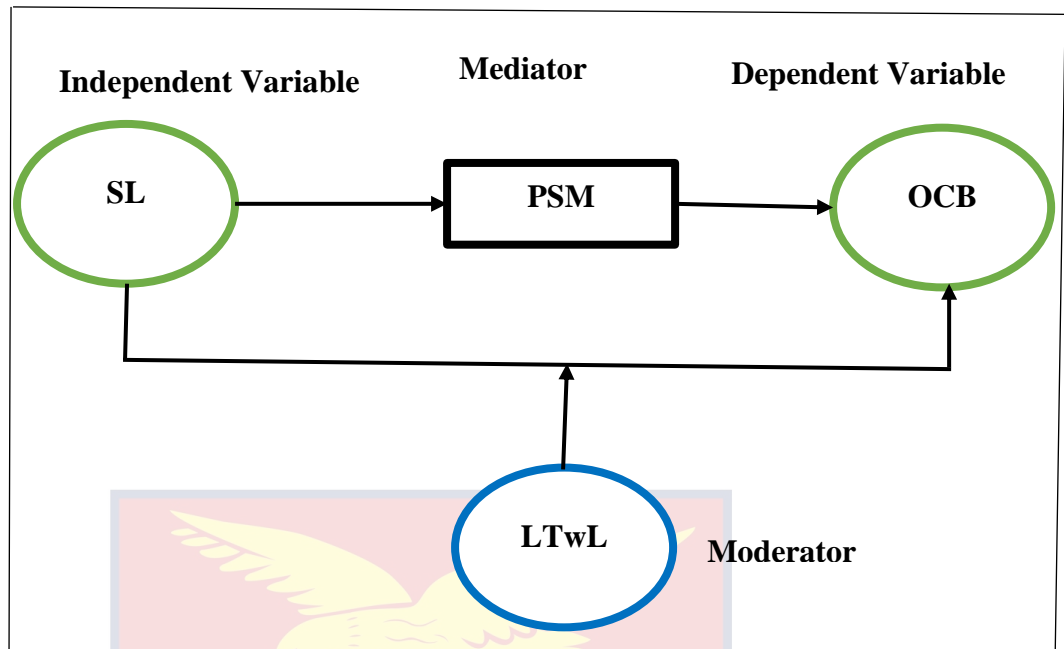 Independent Variable
Mediator
Dependent Variable
SL
PSM
OCB
LTwL
Moderator